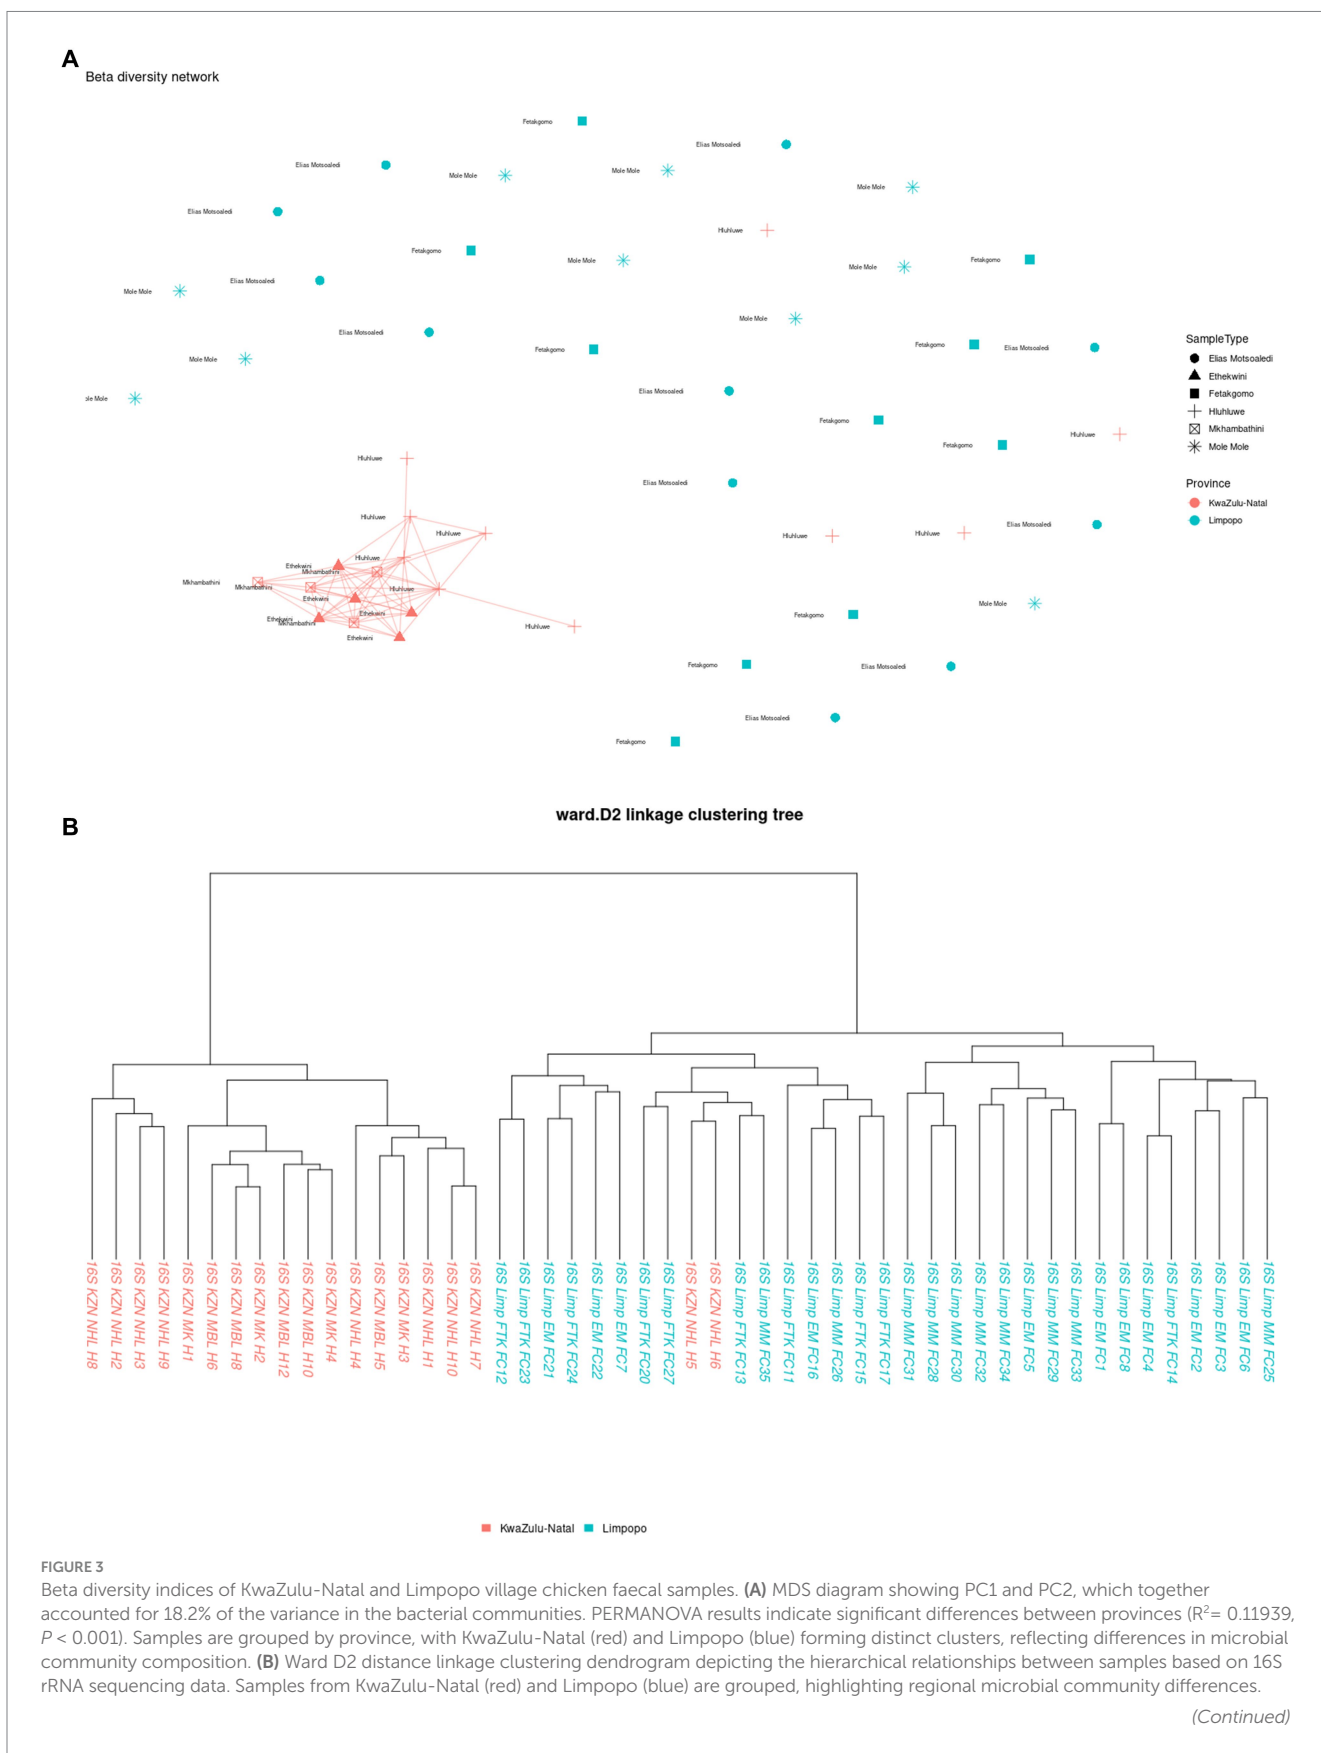 A
Beta diversity network
Fetakgomo
Elias Motsoaledi
Elias Motsoaledi
Mole Mole
Mole Mole
Mole Mole
Elias Motsoaledi
Hluhluwe
Fetakgomo
Mole Mole
Mole Mole
Fetakgomo
Elias Motsoaledi
Mole Mole
Mole Mole
Elias Motsoaledi
Fetakgomo
Fetakgomo
Elias Motsoaledi
Mole Mole
Elias Motsoaledi
ole Mole
Fetakgomo
Hluhluwe
Fetakgomo
Hluhluwe
Elias Motsoaledi
Hluhluwe
Elias Motsoaledi
Hluhluwe
Hluhluwe
Hluhluwe
Hluhluwe
Ethekwini
Mkhambathini
Mkhambathini
Mkhambathini
Hluhluwe
Ethekwini
Mole Mole
Ethekwini
Fetakgomo
Ethekwini
Mkhambathini
Hluhluwe
Ethekwini
Fetakgomo
Elias Motsoaledi
Elias Motsoaledi
Fetakgomo
SampleType
Elias Motsoaledi
Ethekwini
Fetakgomo
Hluhluwe
Mkhambathini
Mole Mole
Province
KwaZulu-Natal
Limpopo
B
ward.D2 linkage clustering tree
16S KZN NHL H8
16S KZN NHL H2
16S KZN NHL H3
16S KZN NHL H9
16S KZN MK H1
16S KZN MBL H6
16S KZN MBL H8
16S KZN MK H2
16S KZN MBL H12
16S KZN MBL H10
16S KZN MK H4
16S KZN NHL H4
16S KZN MBL H5
16S KZN MK H3
16S KZN NHL H1
16S KZN NHL H10
16S KZN NHL H7
16S Limp FTK FC12
16S Limp FTK FC23
16S Limp EM FC21
16S Limp FTK FC24
16S Limp EM FC22
16S Limp EM FC7
16S Limp FTK FC20
16S Limp FTK FC27
16S KZN NHL H5
16S KZN NHL H6
16S Limp FTK FC13
16S Limp MM FC35
16S Limp FTK FC11
16S Limp EM FC16
16S Limp MM FC26
16S Limp FTK FC15
16S Limp FTK FC17
16S Limp MM FC31
16S Limp MM FC28
16S Limp MM FC30
16S Limp MM FC32
16S Limp MM FC34
16S Limp EM FC5
16S Limp MM FC29
16S Limp MM FC33
16S Limp EM FC1
16S Limp EM FC8
16S Limp EM FC4
16S Limp FTK FC14
16S Limp EM FC2
16S Limp EM FC3
16S Limp EM FC6
16S Limp MM FC25
KwaZulu-Natal Limpopo
FIGURE 3
Beta diversity indices of KwaZulu-Natal and Limpopo village chicken faecal samples. (A) MDS diagram showing PC1 and PC2, which together
accounted for 18.2% of the variance in the bacterial communities. PERMANOVA results indicate significant differences between provinces (R²= 0.11939,
P < 0.001). Samples are grouped by province, with KwaZulu-Natal (red) and Limpopo (blue) forming distinct clusters, reflecting differences in microbial
community composition. (B) Ward D2 distance linkage clustering dendrogram depicting the hierarchical relationships between samples based on 16S
rRNA sequencing data. Samples from KwaZulu-Natal (red) and Limpopo (blue) are grouped, highlighting regional microbial community differences.
(Continued)